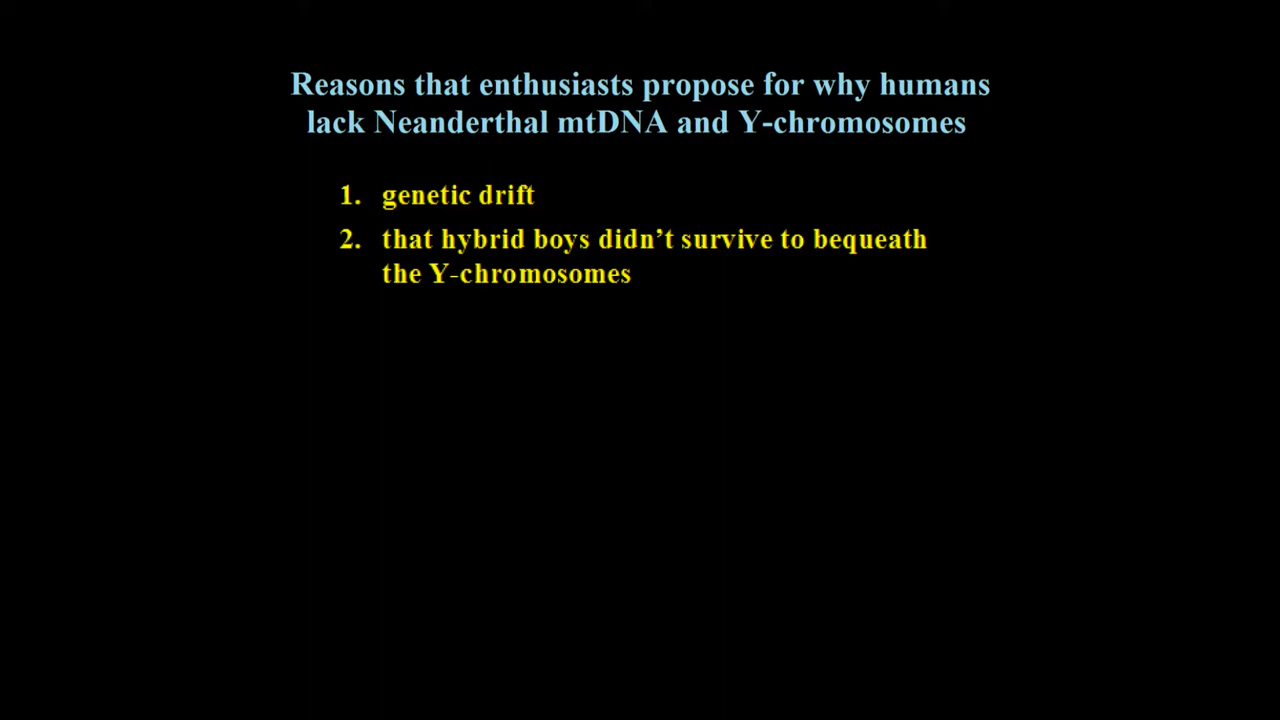 Reasons that enthusiasts propose for why humans
lack Neanderthal mtDNA and Y-chromosomes
1. genetic drift
2. that hybrid boys didn’t survive to bequeath
the Y-chromosomes